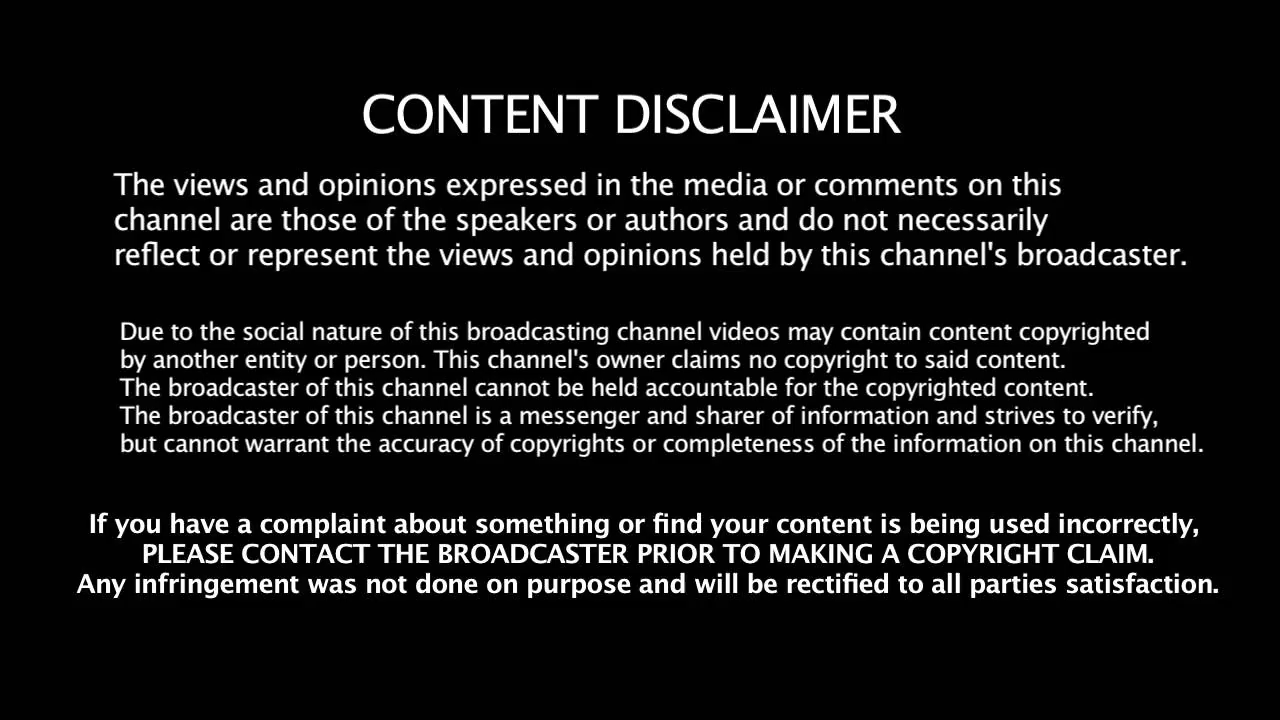 CONTENT DISCLAIMER
The views and opinions expressed in the media or comments on this
channel are those of the speakers or authors and do not necessarily
reflect or represent the views and opinions held by this channel's broadcaster.
Due to the social nature of this broadcasting channel videos may contain content copyrighted
by another entity or person. This channel's owner claims no copyright to said content.
The broadcaster of this channel cannot be held accountable for the copyrighted content.
The broadcaster of this channel is a messenger and sharer of information and strives to verify,
but cannot warrant the accuracy of copyrights or completeness of the information on this channel.
If you have a complaint about something or find your content is being used incorrectly,
PLEASE CONTACT THE BROADCASTER PRIOR TO MAKING A COPYRIGHT CLAIM.
Any infringement was not done on purpose and will be rectified to all parties satisfaction.